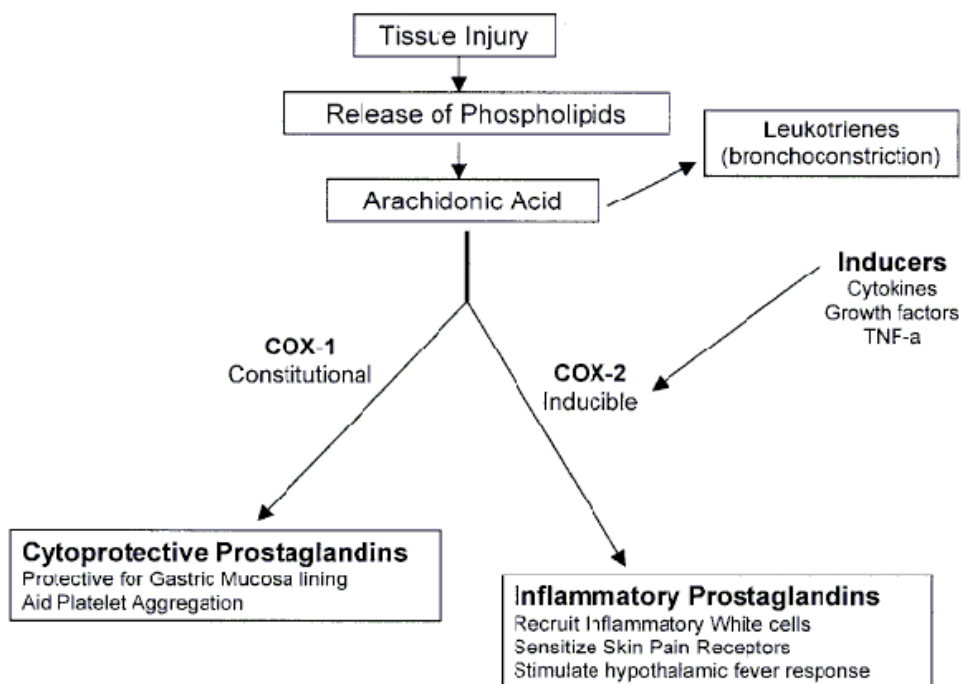 Tissue Injury
Release of Phospholipids
Leukotrienes
(bronchoconstriction)
Arachidonic Acid
Inducers
Cytokines
Growth factors
TNF-a
COX-1
Constitutional
COX-2
Inducible
Cytoprotective Prostaglandins
Protective for Gastric Mucosa lining
Aid Platelet Aggregation
Inflammatory Prostaglandins
Recruit Inflammatory White cells
Sensitize Skin Pain Receptors
Stimulate hypothalamic fever response